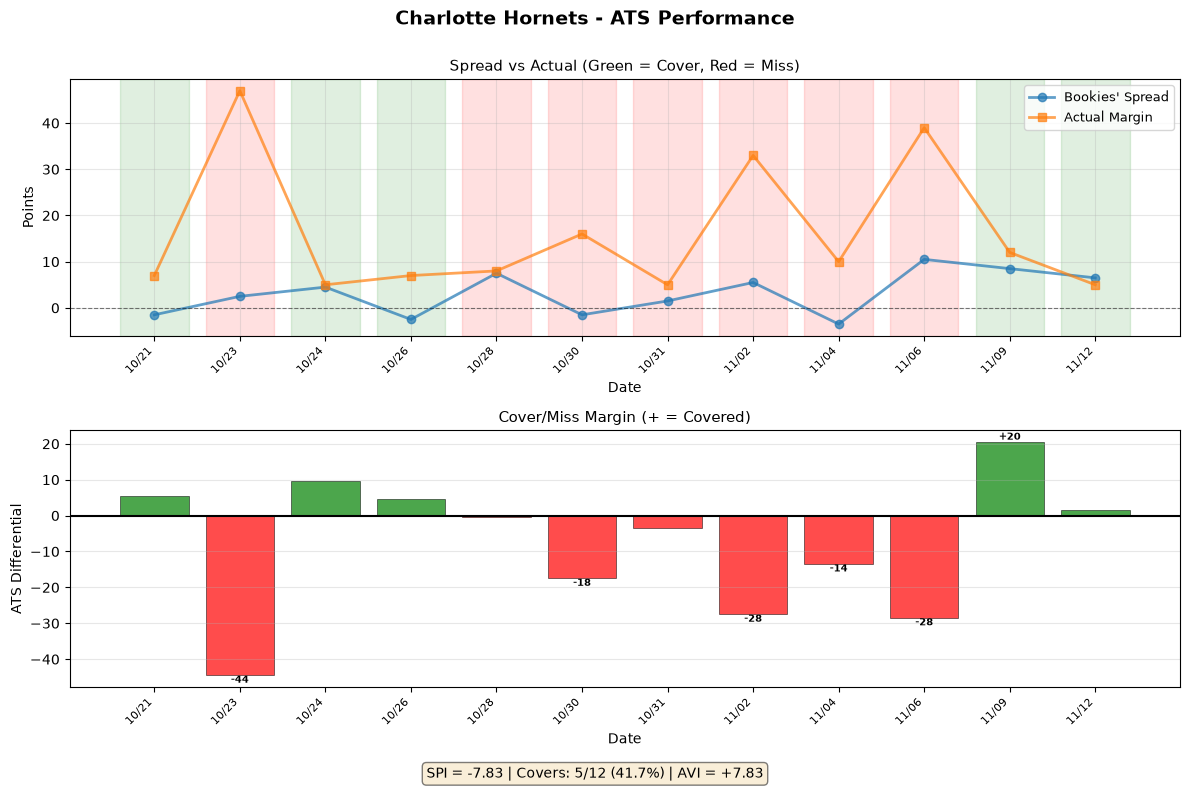 Charlotte Hornets - ATS Performance
Spread vs Actual (Green = Cover, Red = Miss)
Bookies' Spread
Actual Margin
Points
40
30
20
10
0
10/21 10/23 10/24 10/26 10/28 10/30 10/31 11/02 11/04 11/06 11/09 11/12
Date
Cover/Miss Margin (+ = Covered)
ATS Differential
20
10
0
−10
−20
−30
−40
+20
-18
-14
-28
-28
-44
10/21 10/23 10/24 10/26 10/28 10/30 10/31 11/02 11/04 11/06 11/09 11/12
Date
SPI = -7.83 | Covers: 5/12 (41.7%) | AVI = +7.83